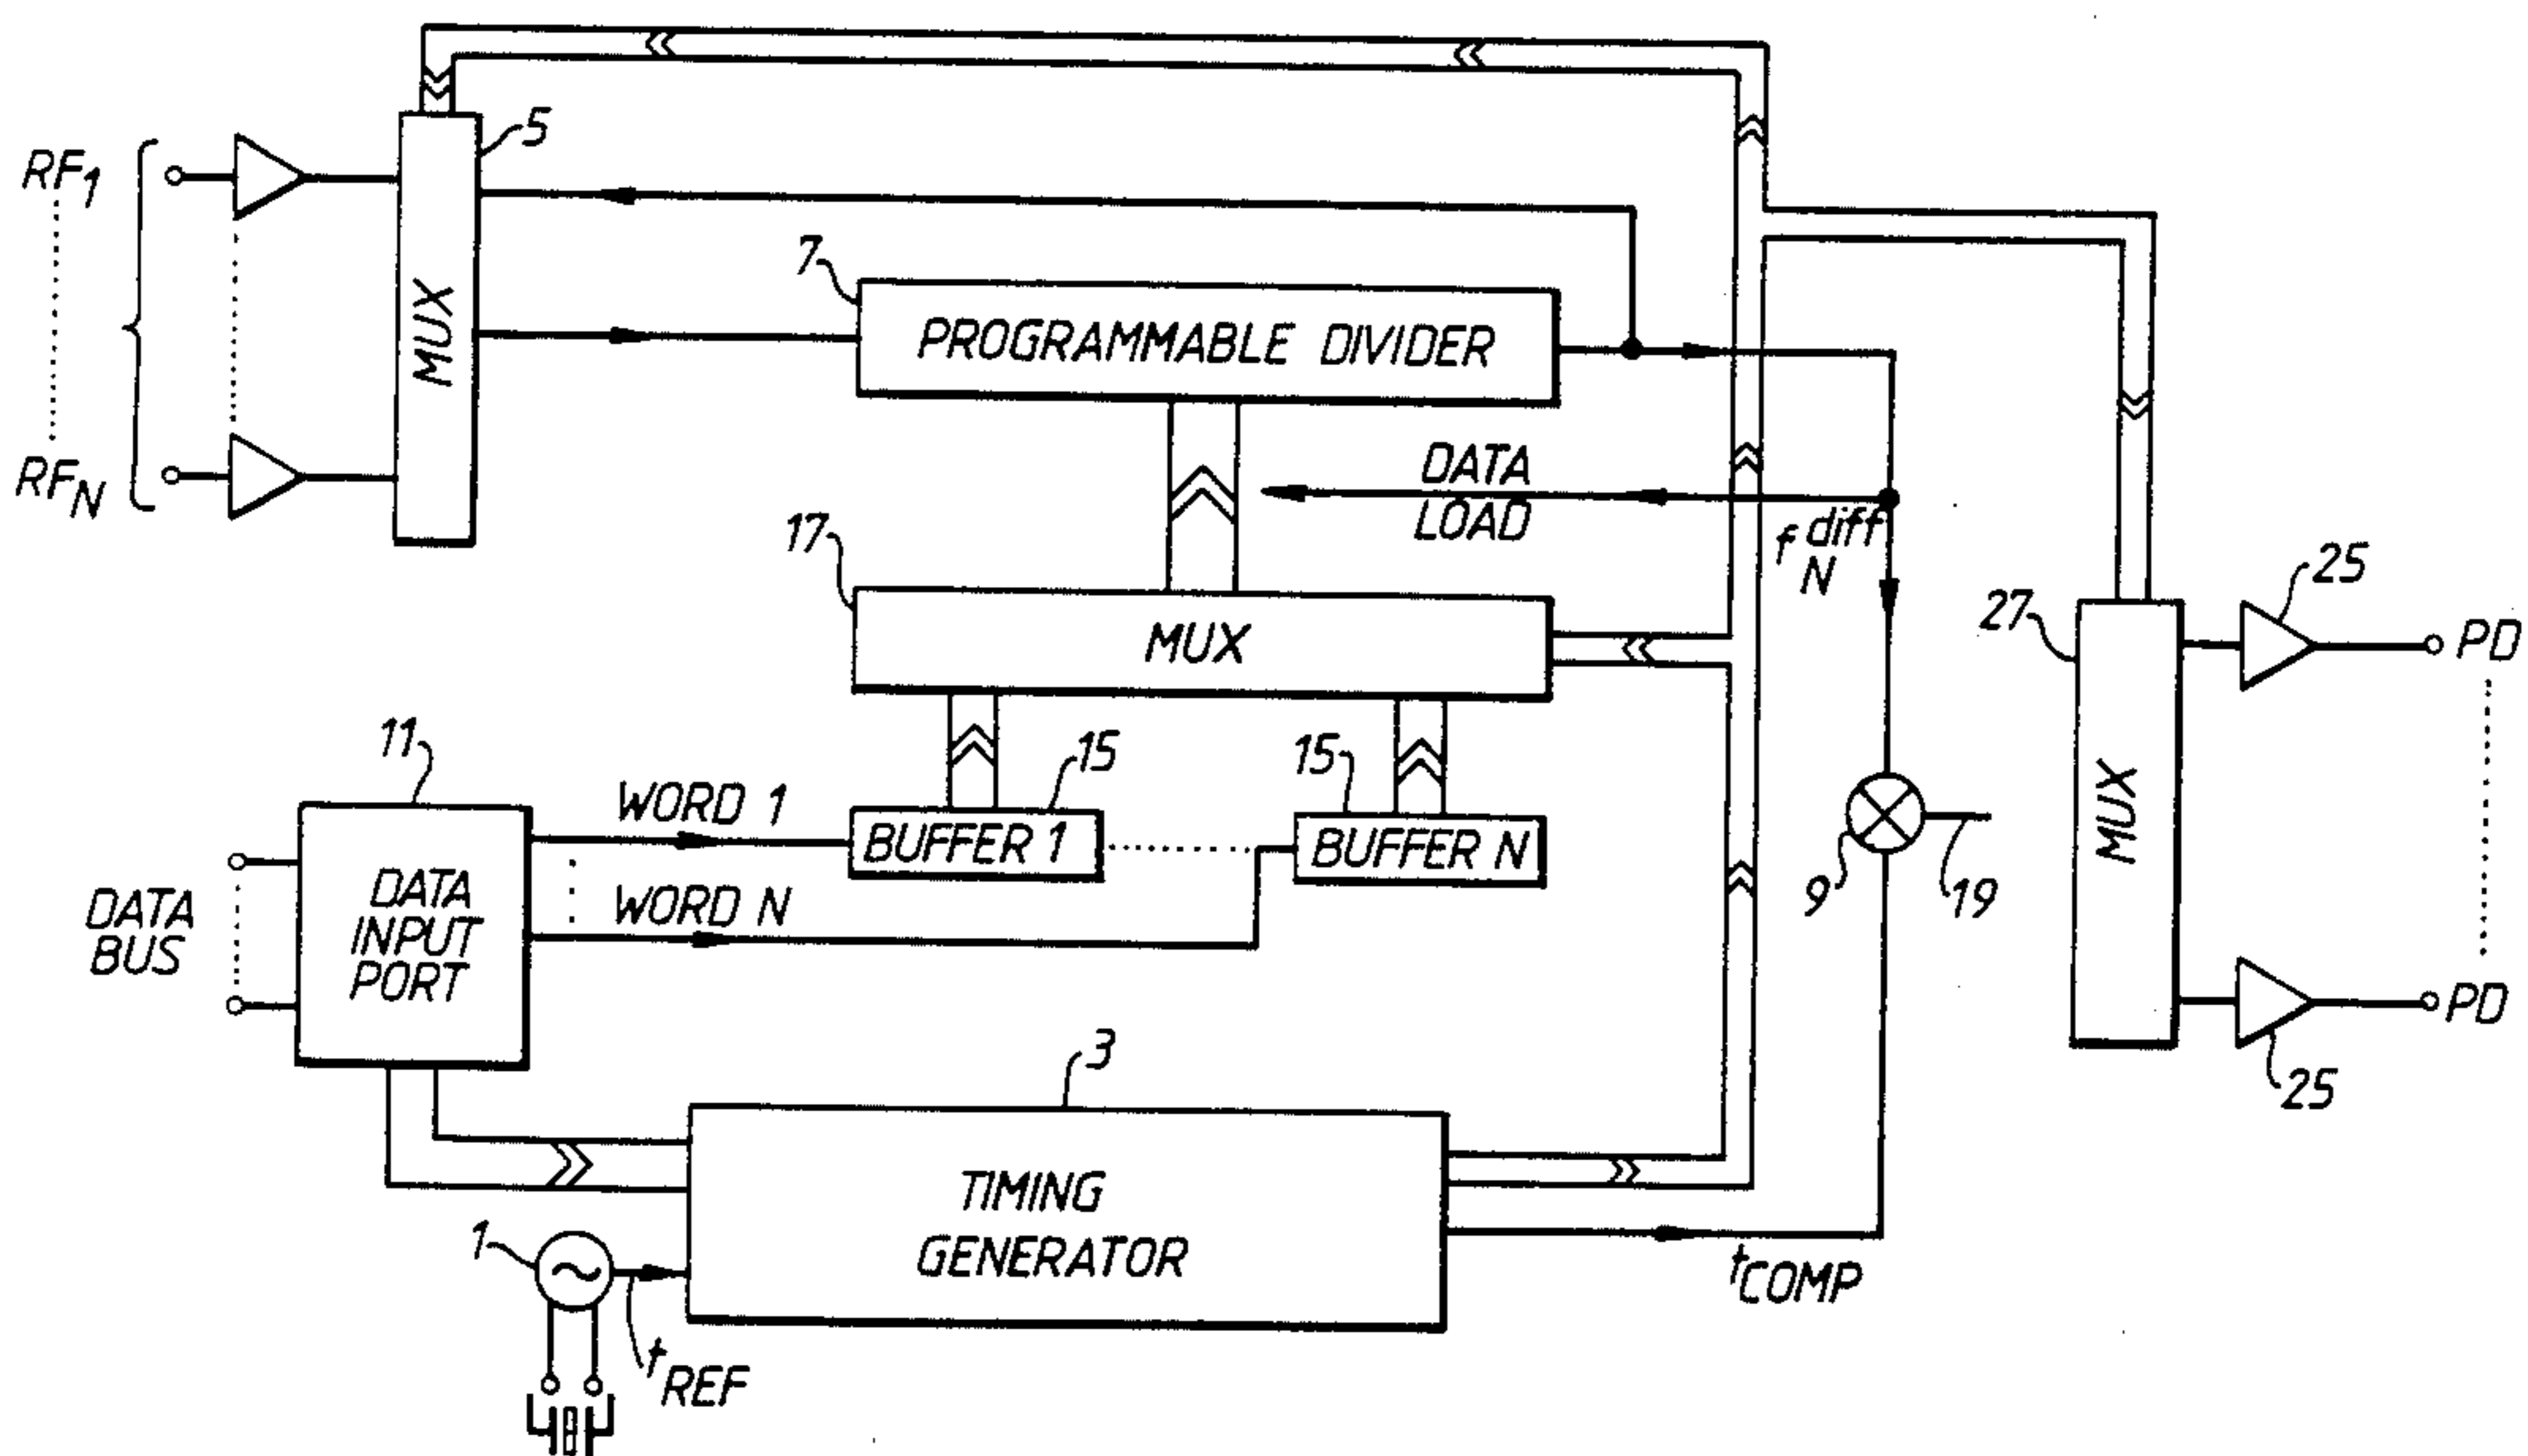 5
RF1
RFN
MUX
7
PROGRAMMABLE DIVIDER
DATA
LOAD
f diff N
17
MUX
11
DATA
BUS
DATA
INPUT
PORT
WORD 1
WORD N
15
BUFFER 1
15
BUFFER N
9
19
27
MUX
25
PD
25
PD
3
TIMING
GENERATOR
1
fREF
fCOMP